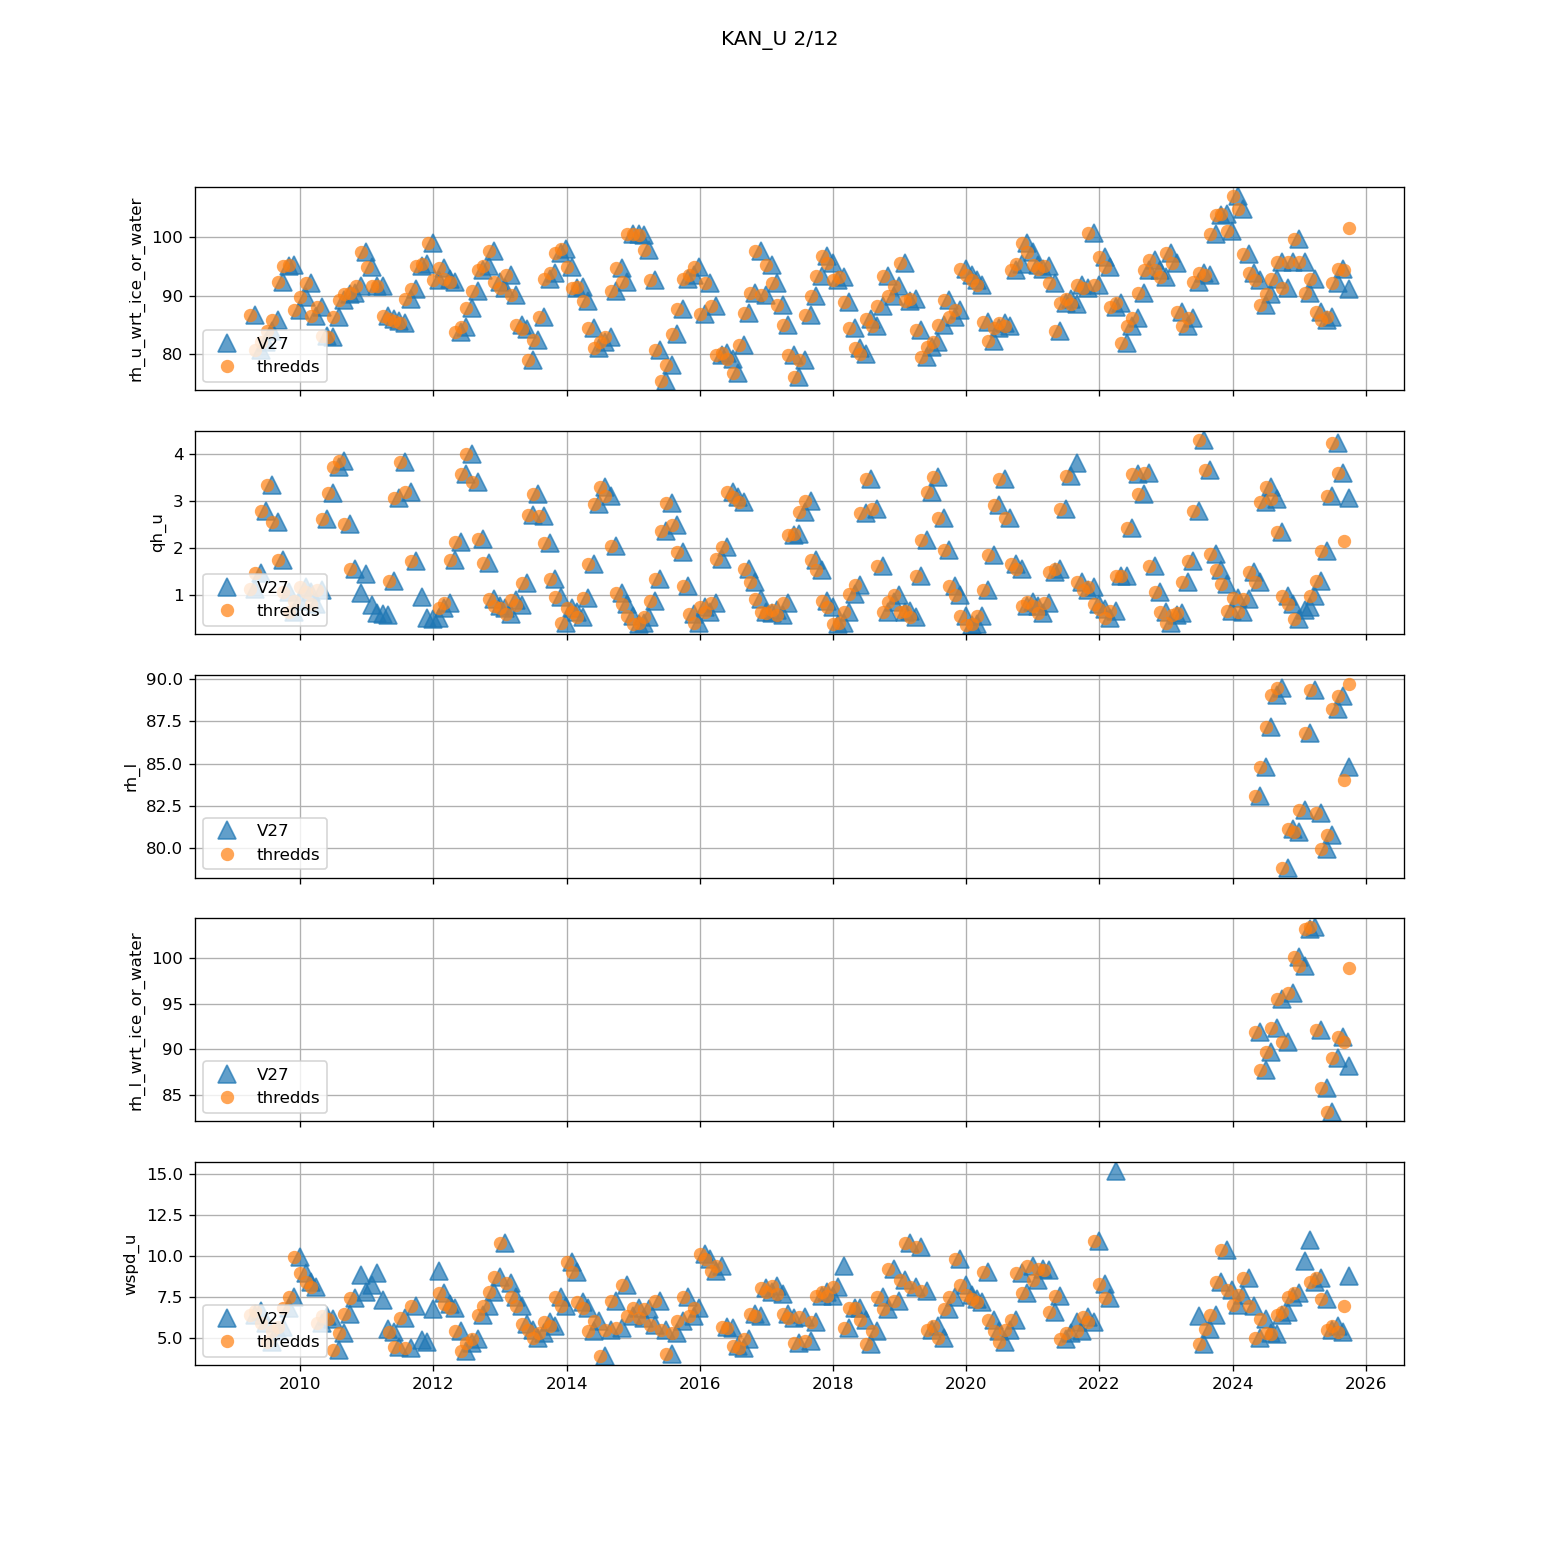 KAN_U 2/12
rh_u_wrt_ice_or_water
100
90
80
V27
thredds
qh_u
4
3
2
1
V27
thredds
rh_l
90.0
87.5
85.0
82.5
80.0
V27
thredds
rh_l_wrt_ice_or_water
100
95
90
85
V27
thredds
wspd_u
15.0
12.5
10.0
7.5
5.0
V27
thredds
2010 2012 2014 2016 2018 2020 2022 2024 2026